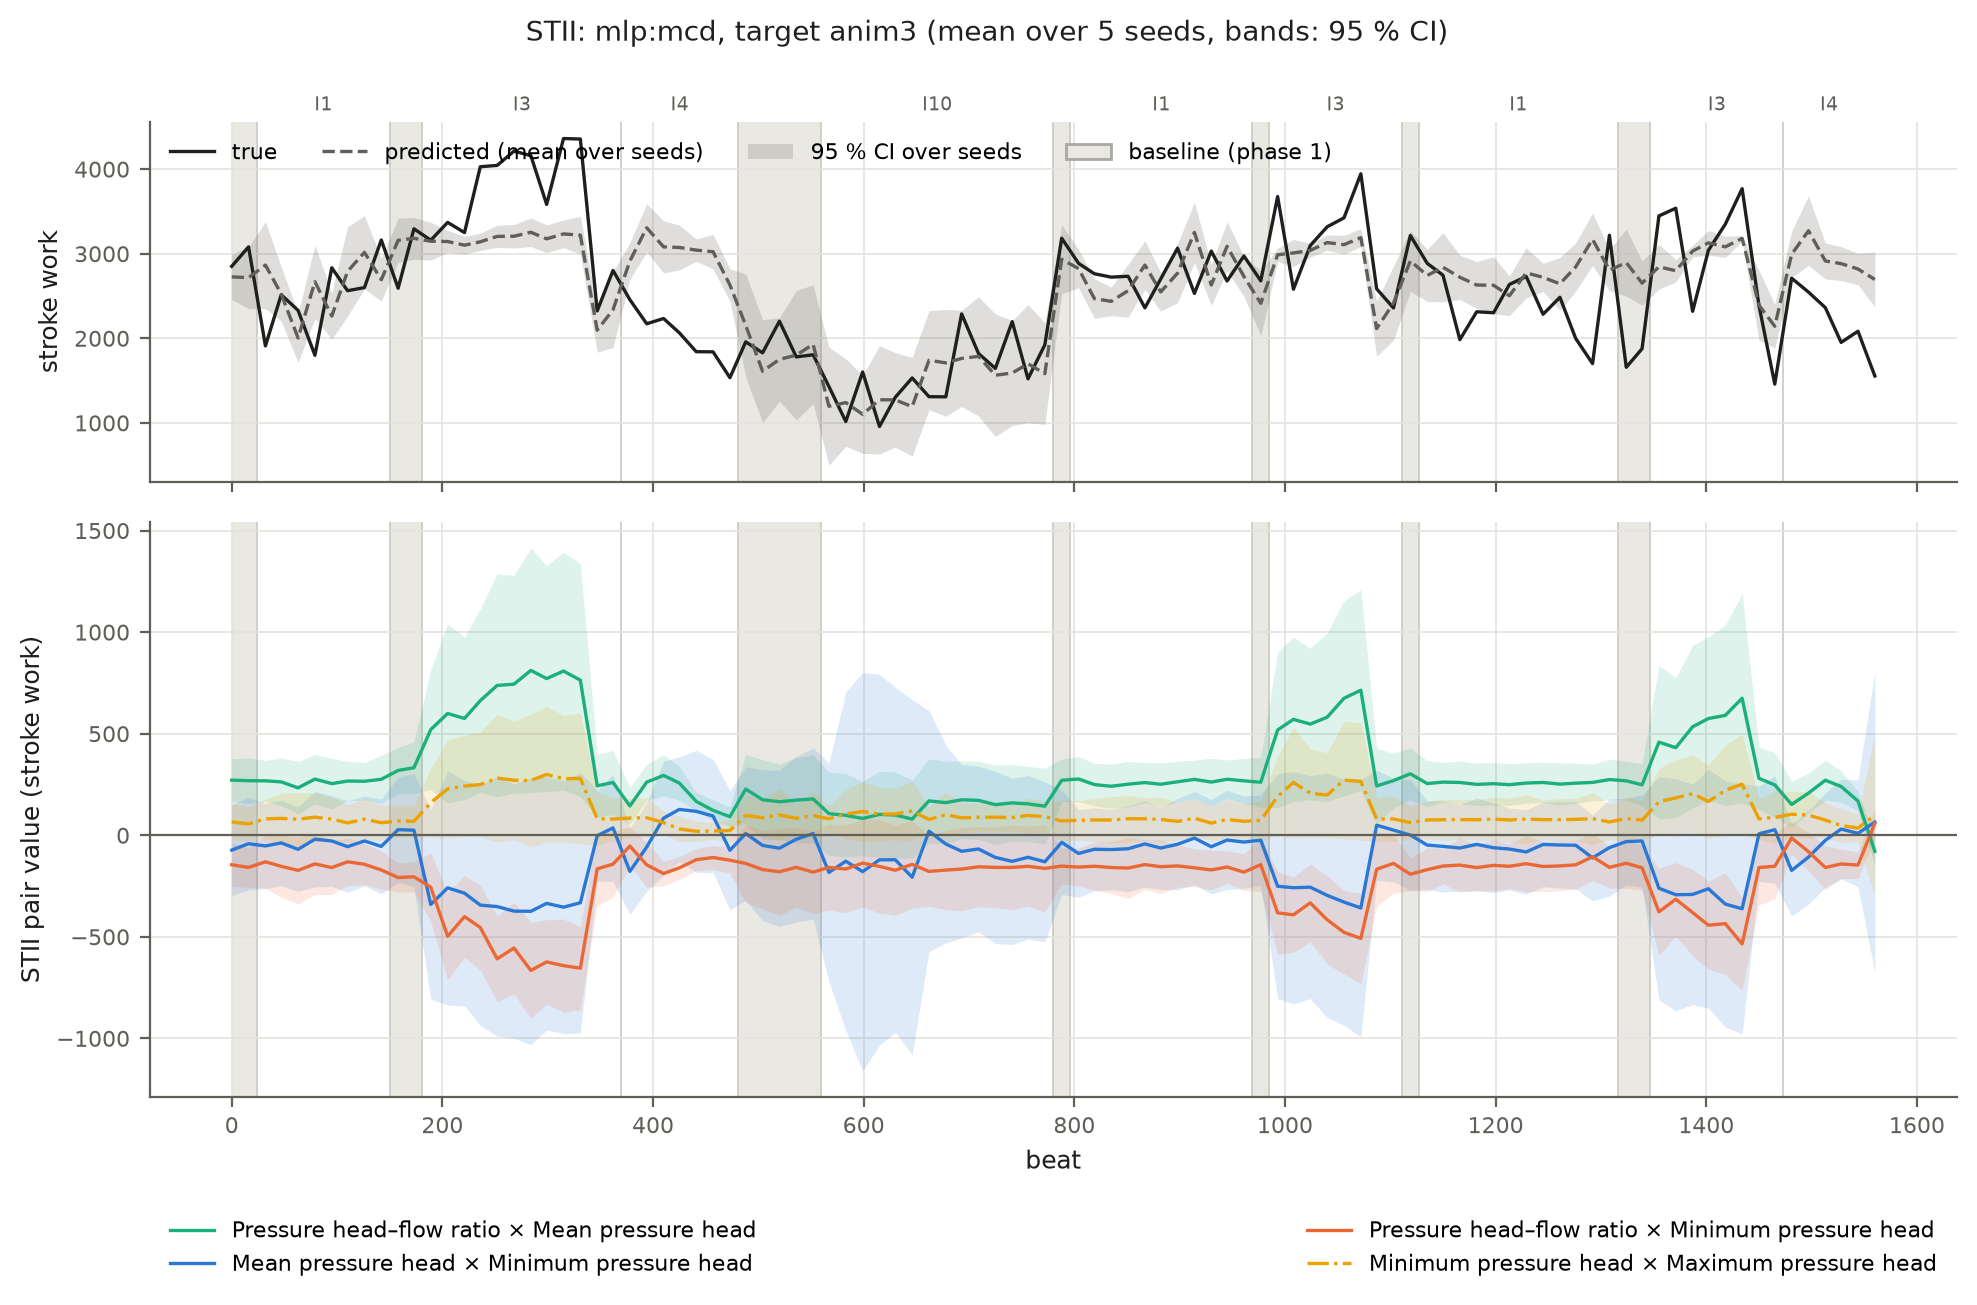 STII: mlp:mcd, target anim3 (mean over 5 seeds, bands: 95 % CI)
I1 I3 I4 I10 I1 I3 I1 I3 I4
true predicted (mean over seeds) 95 % CI over seeds baseline (phase 1)
stroke work
4000
3000
2000
1000
STII pair value (stroke work)
1500
1000
500
0
−500
−1000
0 200 400 600 800 1000 1200 1400 1600
beat
Pressure head–flow ratio × Mean pressure head
Mean pressure head × Minimum pressure head
Pressure head–flow ratio × Minimum pressure head
Minimum pressure head × Maximum pressure head